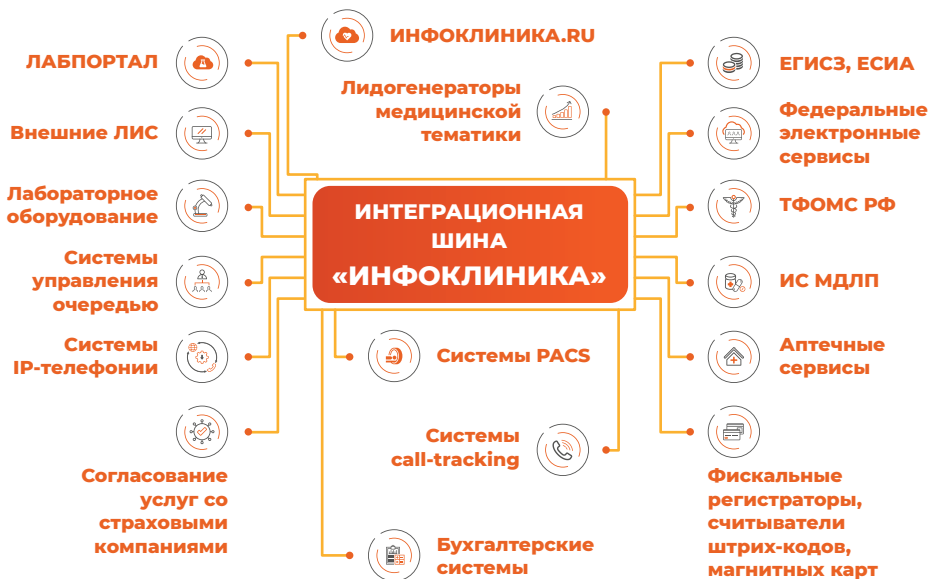 ИНФОКЛИНИКА.RU
Лидогенераторы
медицинской
тематики
ЛАБПОРТАЛ
Внешние ЛИС
Лабораторное
оборудование
Системы
управления
очередью
Системы
IP-телефонии
Согласование
услуг со
страховыми
компаниями
ИНТЕГРАЦИОННАЯ
ШИНА
«ИНФОКЛИНИКА»
Системы PACS
Системы
call-tracking
Бухгалтерские
системы
ЕГИСЗ, ЕСИА
Федеральные
электронные
сервисы
ТФОМС РФ
ИС МДЛП
Аптечные
сервисы
Фискальные
регистраторы,
считыватели
штрих-кодов,
магнитных карт